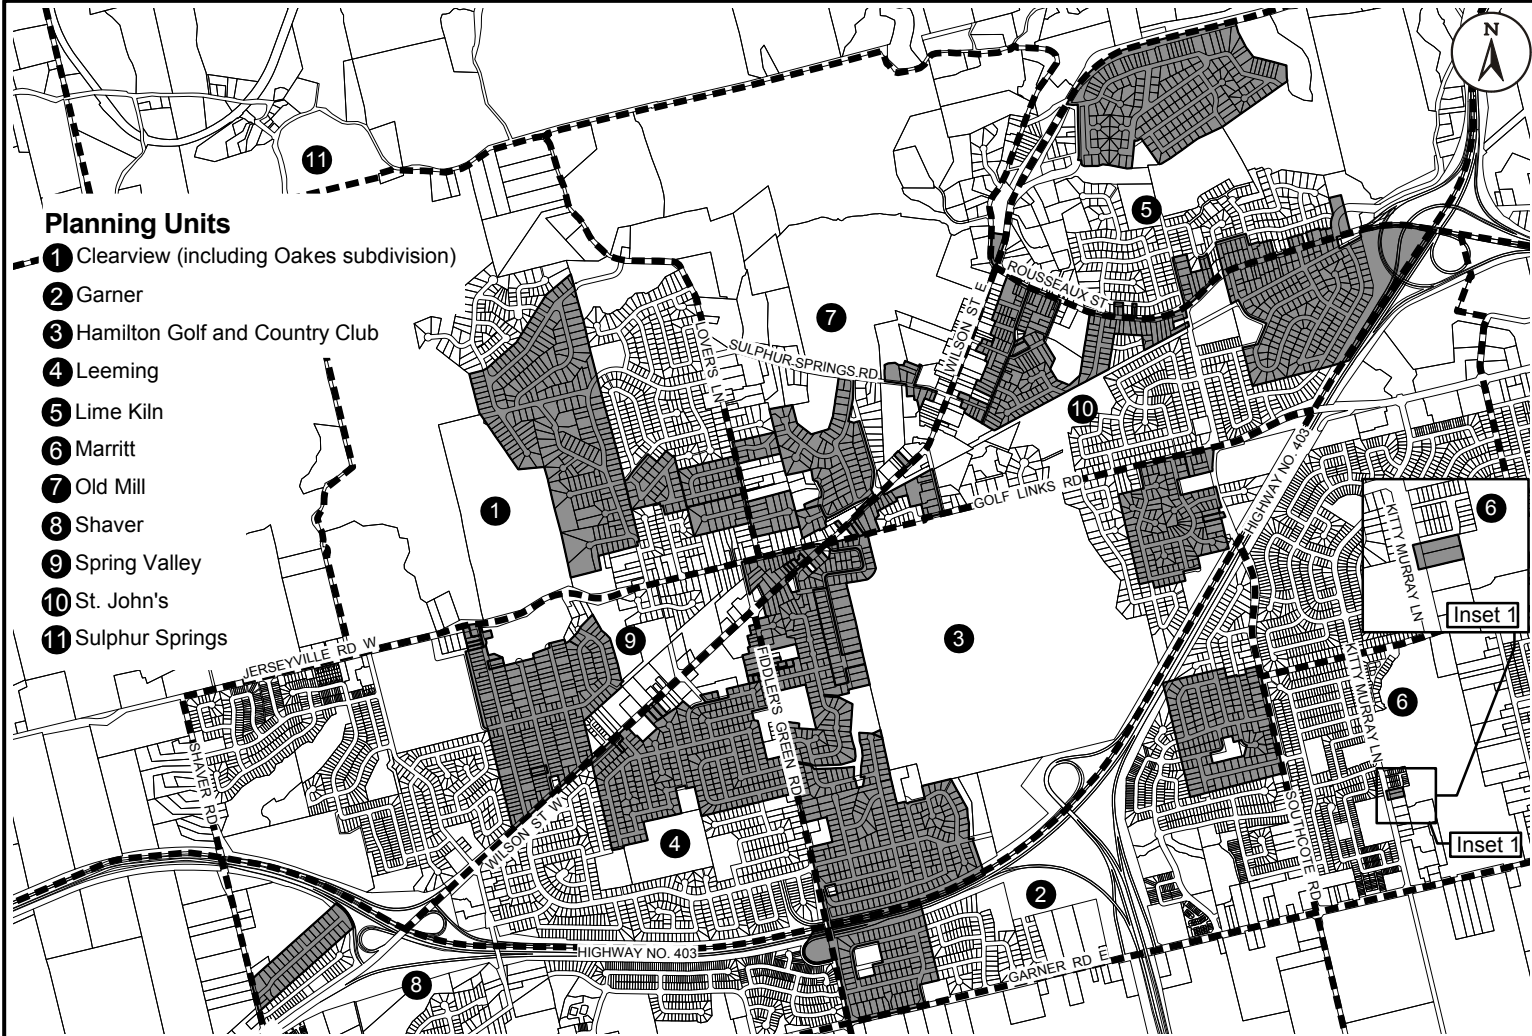 N
11
Planning Units
1 Clearview (including Oakes subdivision)
2 Garner
3 Hamilton Golf and Country Club
4 Leeming
5 Lime Kiln
6 Marritt
7 Old Mill
8 Shaver
9 Spring Valley
10 St. John's
11 Sulphur Springs
5
ROUSSEAUX ST
WILSON ST E
7
LOVER'S LN
SULPHUR SPRINGS RD
10
HIGHWAY NO. 403
GOLF LINKS RD
1
6
KITTY MURRAY LN
Inset 1
9
3
JERSEYVILLE RD W
FIDDLER'S GREEN RD
KITTY MURRAY LN
6
SHAVER RD
SOUTHCOTE RD
WILSON ST W
4
Inset 1
2
HIGHWAY NO. 403
GARNER RD E
8